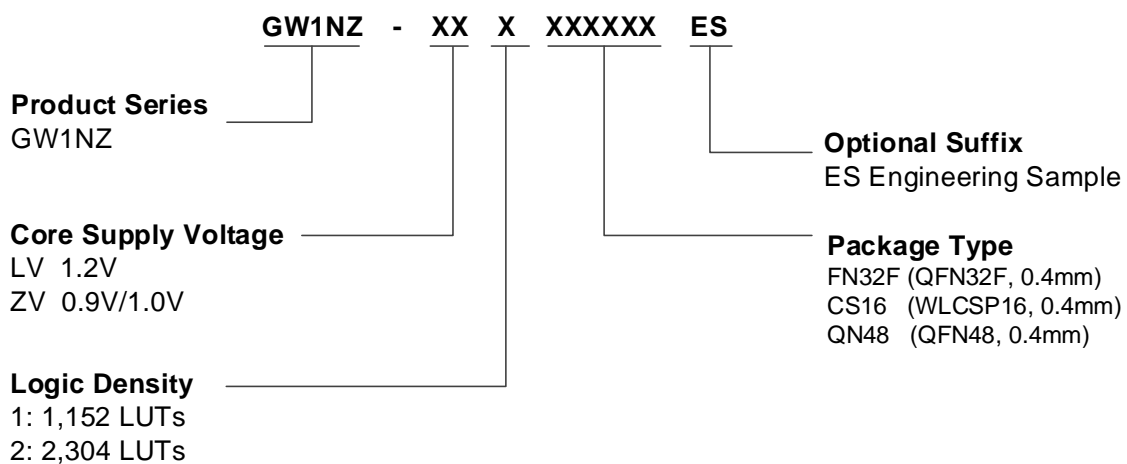 GW1NZ - XX X XXXXXX ES
Product Series
GW1NZ
Optional Suffix
ES Engineering Sample
Core Supply Voltage
LV 1.2V
ZV 0.9V/1.0V
Package Type
FN32F (QFN32F, 0.4mm)
CS16 (WLCSP16, 0.4mm)
QN48 (QFN48, 0.4mm)
Logic Density
1: 1,152 LUTs
2: 2,304 LUTs